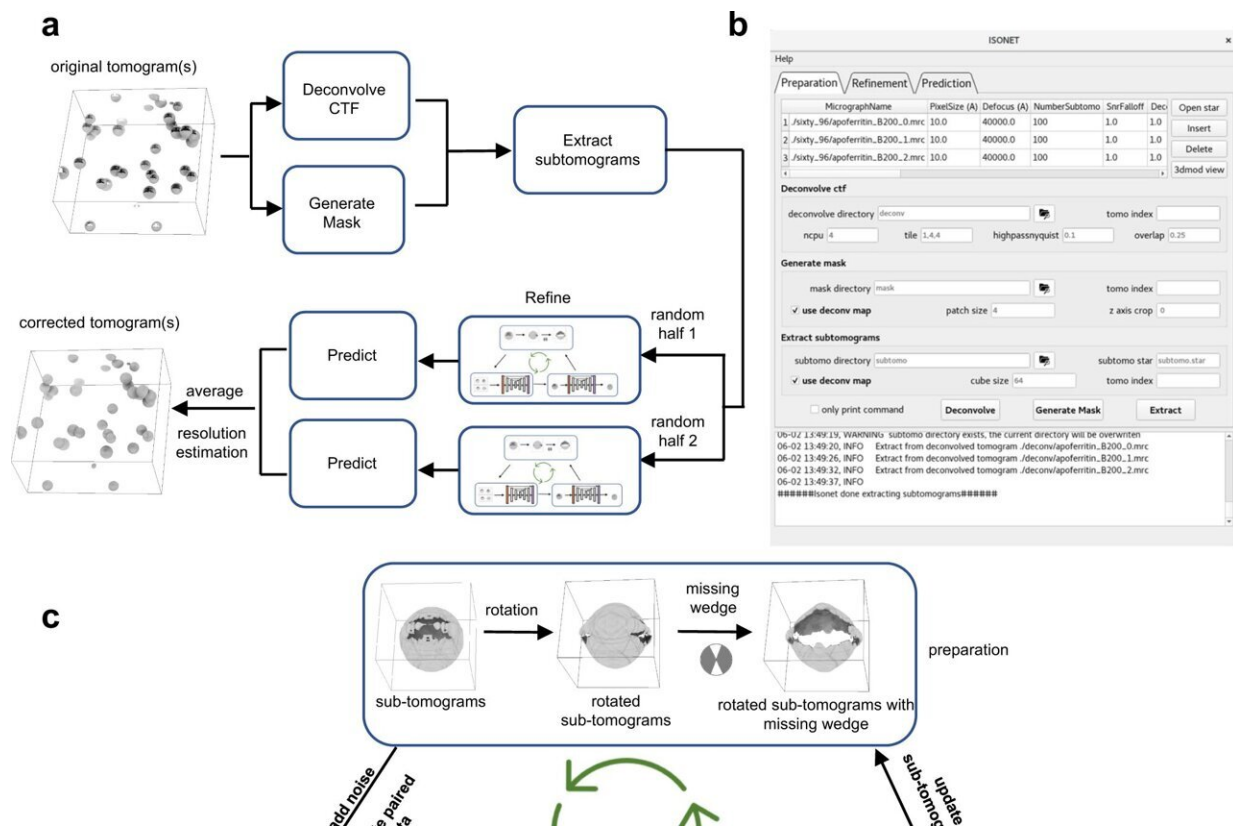 a
original tomogram(s)
Deconvolve
CTF
Generate
Mask
Extract
subtomograms
Refine
random
half 1
random
half 2
Predict
Predict
average
resolution
estimation
corrected tomogram(s)
b
ISONET ×
Help
Preparation Refinement Prediction
MicrographName PixelSize (A) Defocus (A) NumberSubtomo SnrFalloff Open star
1 ./sixty_96/apoferritin_B200_0.mrc 10.0 40000.0 100 1.0 1.0 Insert
2 ./sixty_96/apoferritin_B200_1.mrc 10.0 40000.0 100 1.0 1.0 Delete
3 ./sixty_96/apoferritin_B200_2.mrc 10.0 40000.0 100 1.0 1.0 3dmod view
Deconvolve ctf
deconvolve directory deconv tomo index
ncpu 4 tile 1,4,4 highpassnyquist 0.1 overlap 0.25
Generate mask
mask directory mask tomo index
use deconv map patch size 4 z axis crop 0
Extract subtomograms
subtomo directory subtomo subtomo star subtomo.star
use deconv map cube size 64 tomo index
only print command Deconvolve Generate Mask Extract
06-02 13:49:19, WARNING subtomo directory exists, the current directory will be overwriten
06-02 13:49:20, INFO Extract from deconvolved tomogram ./deconv/apoferritin_B200_0.mrc
06-02 13:49:26, INFO Extract from deconvolved tomogram ./deconv/apoferritin_B200_1.mrc
06-02 13:49:32, INFO Extract from deconvolved tomogram ./deconv/apoferritin_B200_2.mrc
06-02 13:49:37, INFO
######Isonet done extracting subtomograms######
c
sub-tomograms
rotation
rotated
sub-tomograms
missing
wedge
rotated sub-tomograms with
missing wedge
preparation
add noise
paired
update